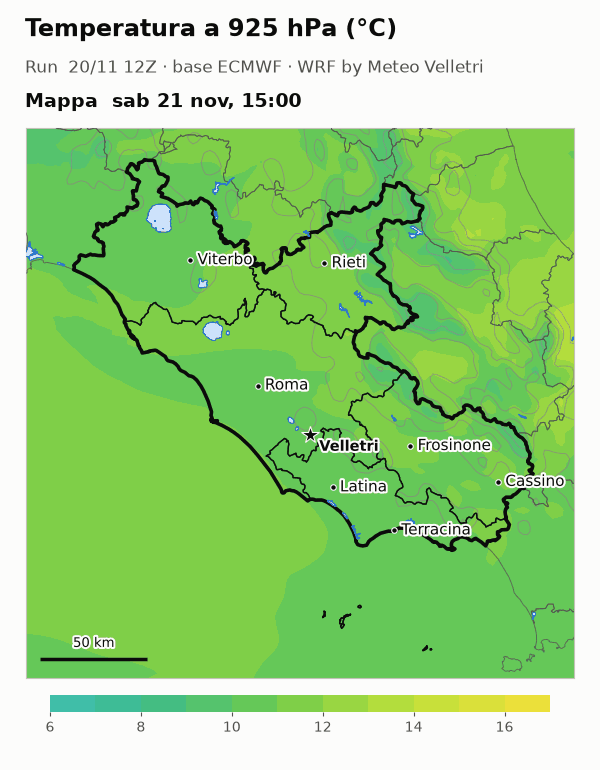 Temperatura a 925 hPa (°C)
Run  20/11 12Z · base ECMWF · WRF by Meteo Velletri
Mappa  sab 21 nov, 15:00
Viterbo
Rieti
Roma
Velletri
Frosinone
Latina
Cassino
Terracina
50 km
6 8 10 12 14 16